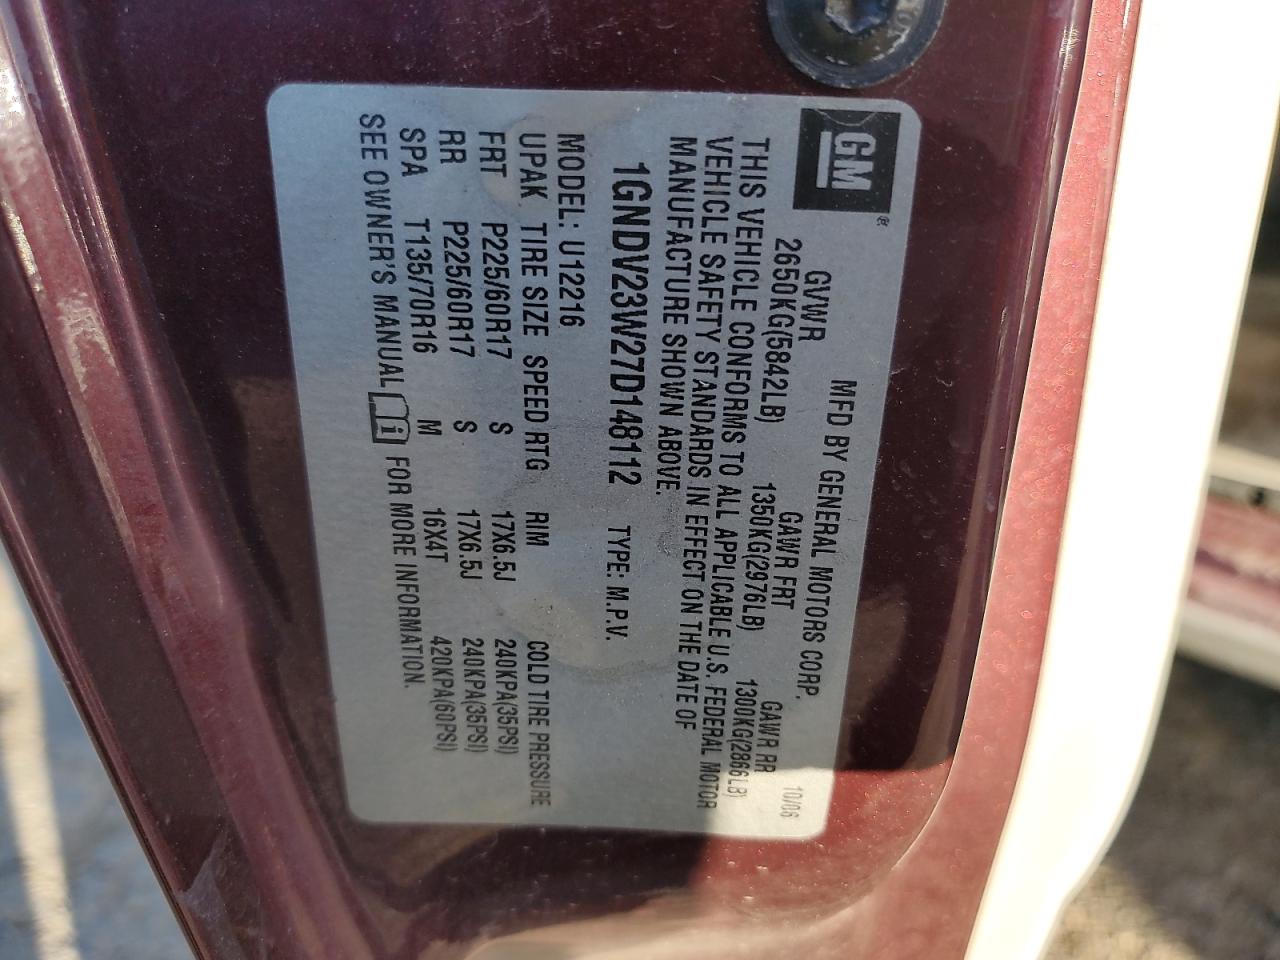 GM®
MFD BY GENERAL MOTORS CORP. 10/06
GVWR GAWR FRT GAWR RR
2650KG(5842LB) 1350KG(2976LB) 1300KG(2866LB)
THIS VEHICLE CONFORMS TO ALL APPLICABLE U.S. FEDERAL MOTOR
VEHICLE SAFETY STANDARDS IN EFFECT ON THE DATE OF
MANUFACTURE SHOWN ABOVE.
1GNDV23W27D148112 TYPE: M.P.V.
MODEL: U12216
UPAK TIRE SIZE SPEED RTG RIM COLD TIRE PRESSURE
FRT P225/60R17 S 17X6.5J 240KPA(35PSI)
RR P225/60R17 S 17X6.5J 240KPA(35PSI)
SPA T135/70R16 M 16X4T 420KPA(60PSI)
SEE OWNER'S MANUAL i FOR MORE INFORMATION.